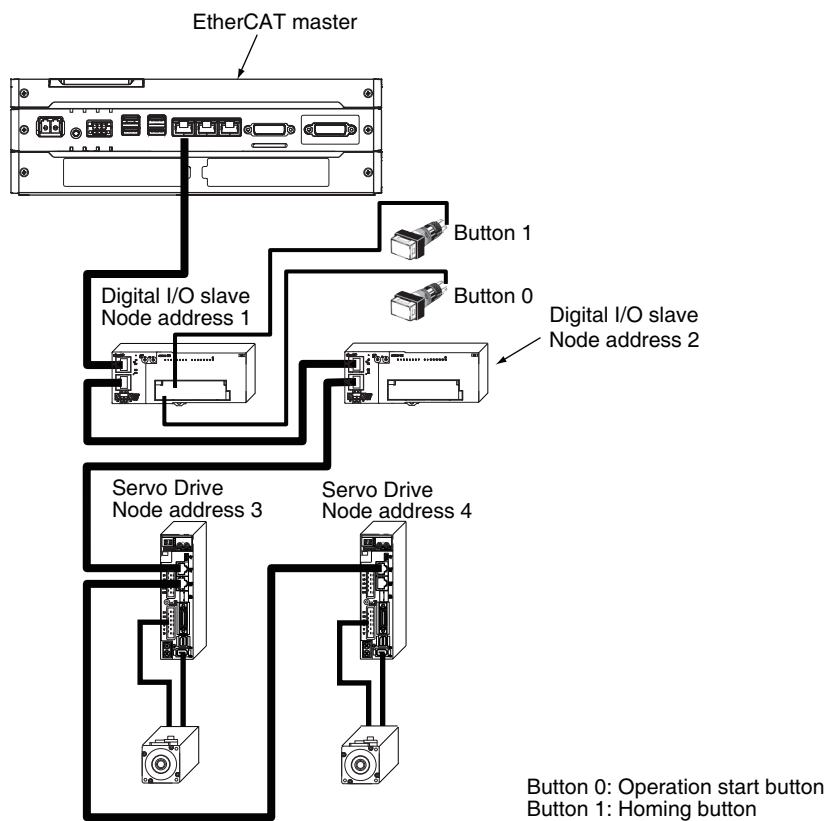 EtherCAT master
Button 1
Button 0
Digital I/O slave
Node address 1
Digital I/O slave
Node address 2
Servo Drive
Node address 3
Servo Drive
Node address 4
Button 0: Operation start button
Button 1: Homing button